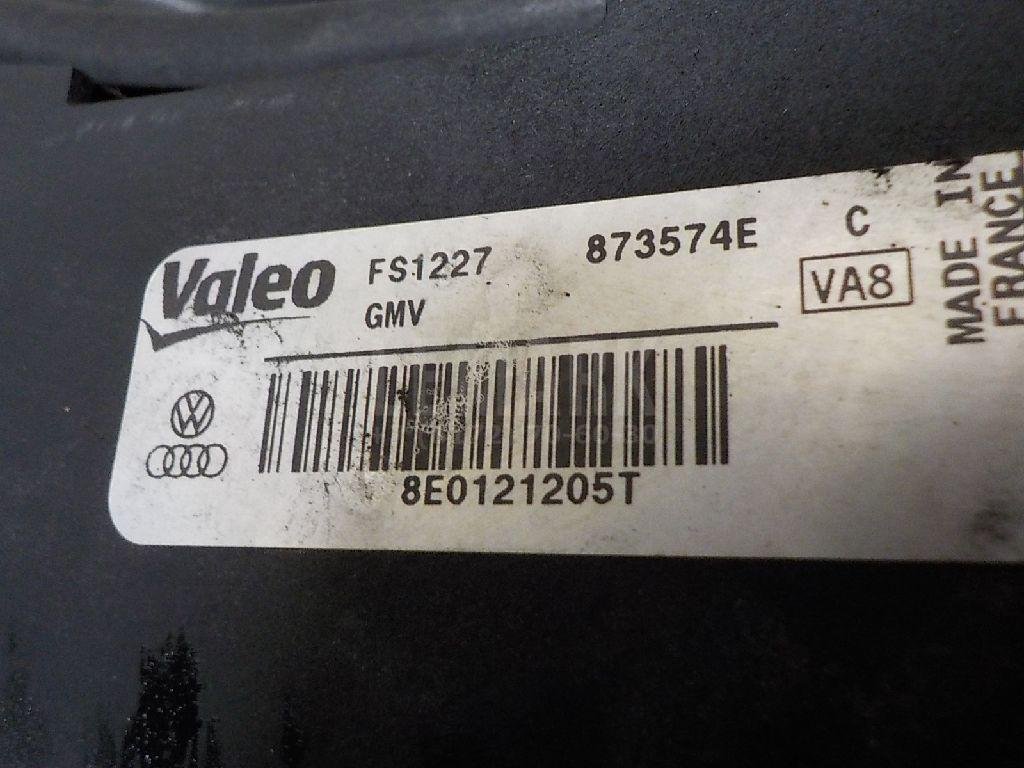 Valeo FS1227 873574E C
GMV VA8
MADE IN
FRANCE
8E0121205T